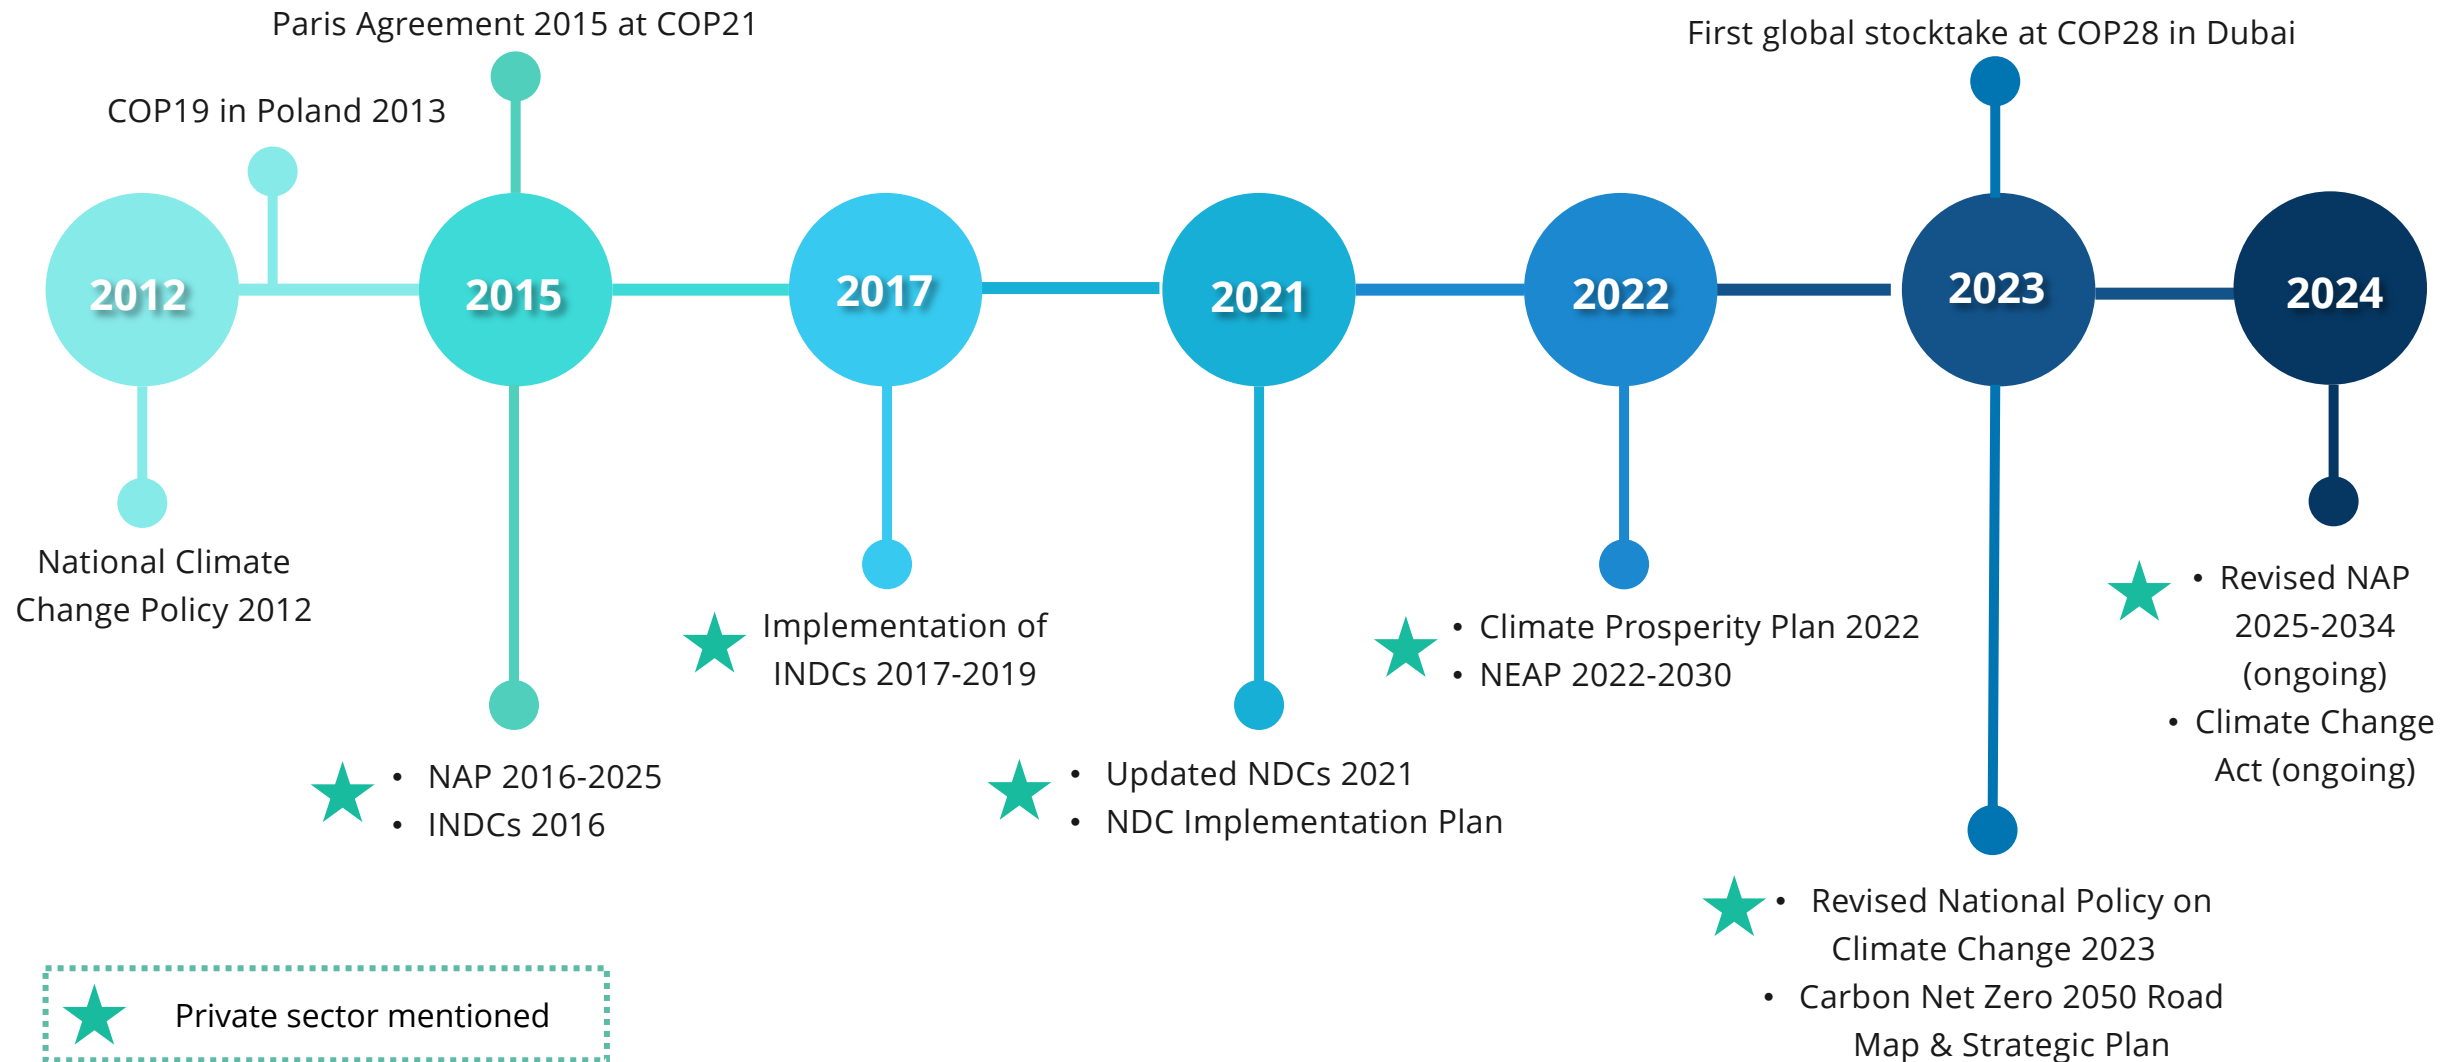 Paris Agreement 2015 at COP21
First global stocktake at COP28 in Dubai
COP19 in Poland 2013
2012
2015
2017
2021
2022
2023
2024
National Climate
Change Policy 2012
• NAP 2016-2025
• INDCs 2016
Implementation of
INDCs 2017-2019
• Updated NDCs 2021
• NDC Implementation Plan
• Climate Prosperity Plan 2022
• NEAP 2022-2030
• Revised National Policy on
Climate Change 2023
• Carbon Net Zero 2050 Road
Map & Strategic Plan
• Revised NAP
2025-2034
(ongoing)
• Climate Change
Act (ongoing)
Private sector mentioned